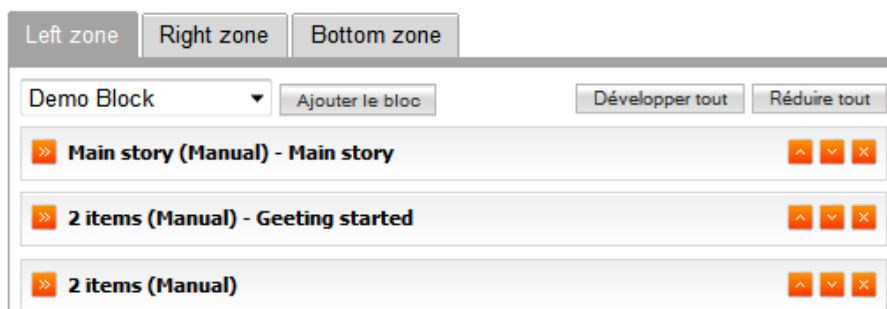 Left zone Right zone Bottom zone
Demo Block Ajouter le bloc Développer tout Réduire tout
Main story (Manual) - Main story
2 items (Manual) - Geeting started
2 items (Manual)